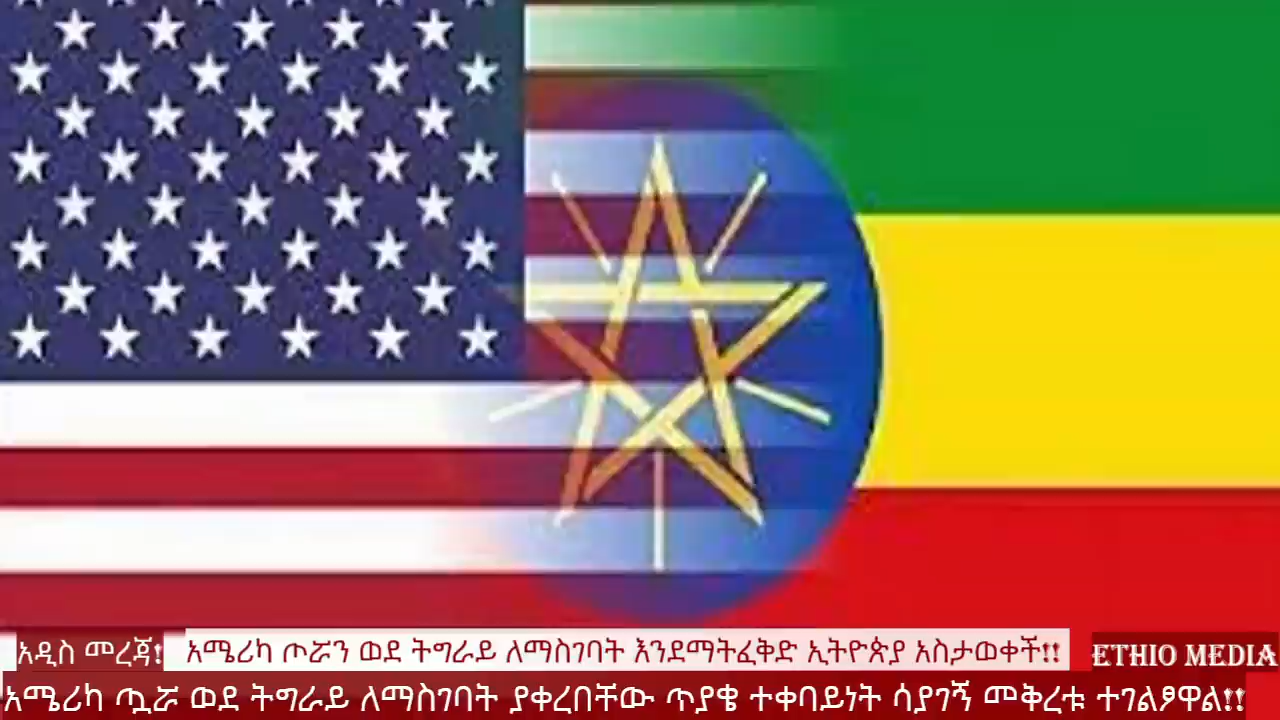 አዲስ መረጃ! አሜሪካ ጦሯን ወደ ትግራይ ለማስገባት እንደማትፈቅድ ኢትዮጵያ አስታወቀች!! ETHIO MEDIA
አሜሪካ ጧሯ ወደ ትግራይ ለማስገባት ያቀረበቸው ጥያቄ ተቀባይነት ሳያገኝ መቅረቱ ተገልፆዋል!!